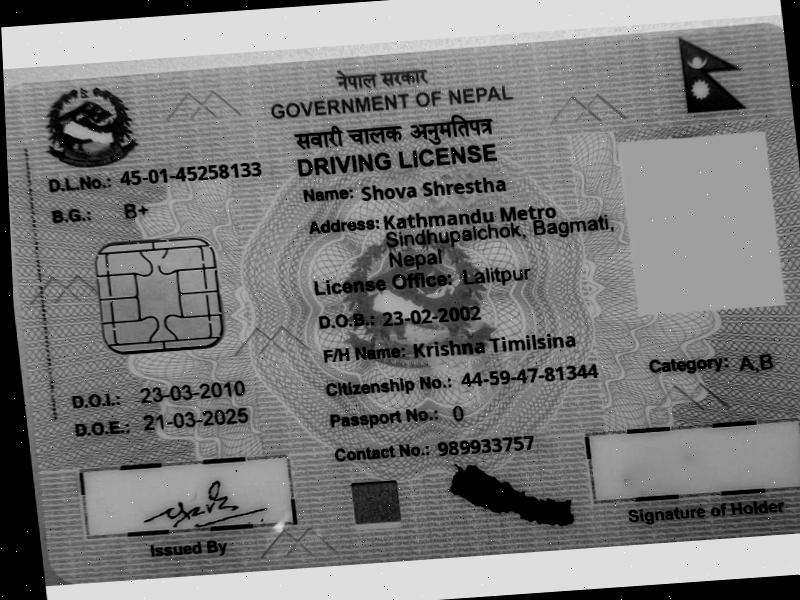 नेपाल सरकार
GOVERNMENT OF NEPAL
सवारी चालक अनुमतिपत्र
DRIVING LICENSE
D.L.No.: 45-01-45258133
B.G.: B+
Name: Shova Shrestha
Address: Kathmandu Metro
Sindhupalchok, Bagmati,
Nepal
License Office: Lalitpur
D.O.B.: 23-02-2002
F/H Name: Krishna Timilsina
Citizenship No.: 44-59-47-81344
Category: A,B
D.O.I.: 23-03-2010
Passport No.: 0
D.O.E.: 21-03-2025
Contact No.: 989933757
Issued By
Signature of Holder